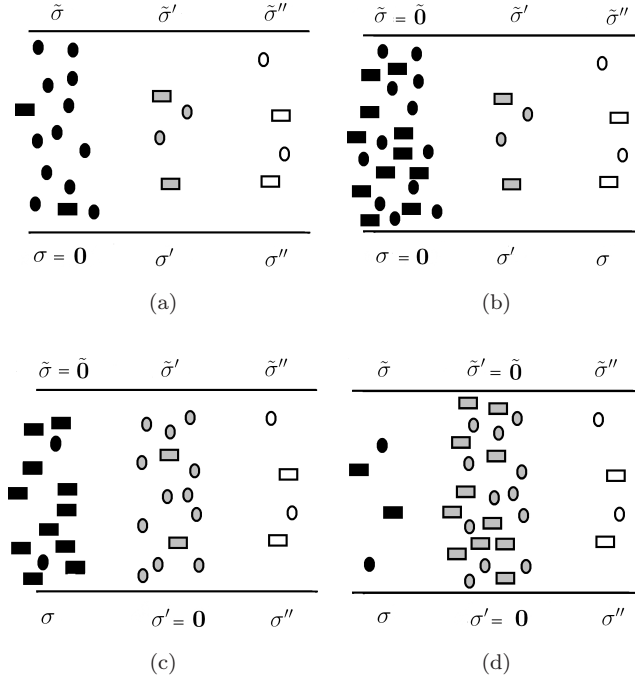 σ̃ σ̃′ σ̃″
σ = 0 σ′ σ″
(a)
σ̃ = 0̃ σ̃′ σ̃″
σ = 0 σ′ σ
(b)
σ̃ = 0̃ σ̃′ σ̃″
σ σ′ = 0 σ″
(c)
σ̃ σ̃′ = 0̃ σ̃″
σ σ′ = 0 σ″
(d)